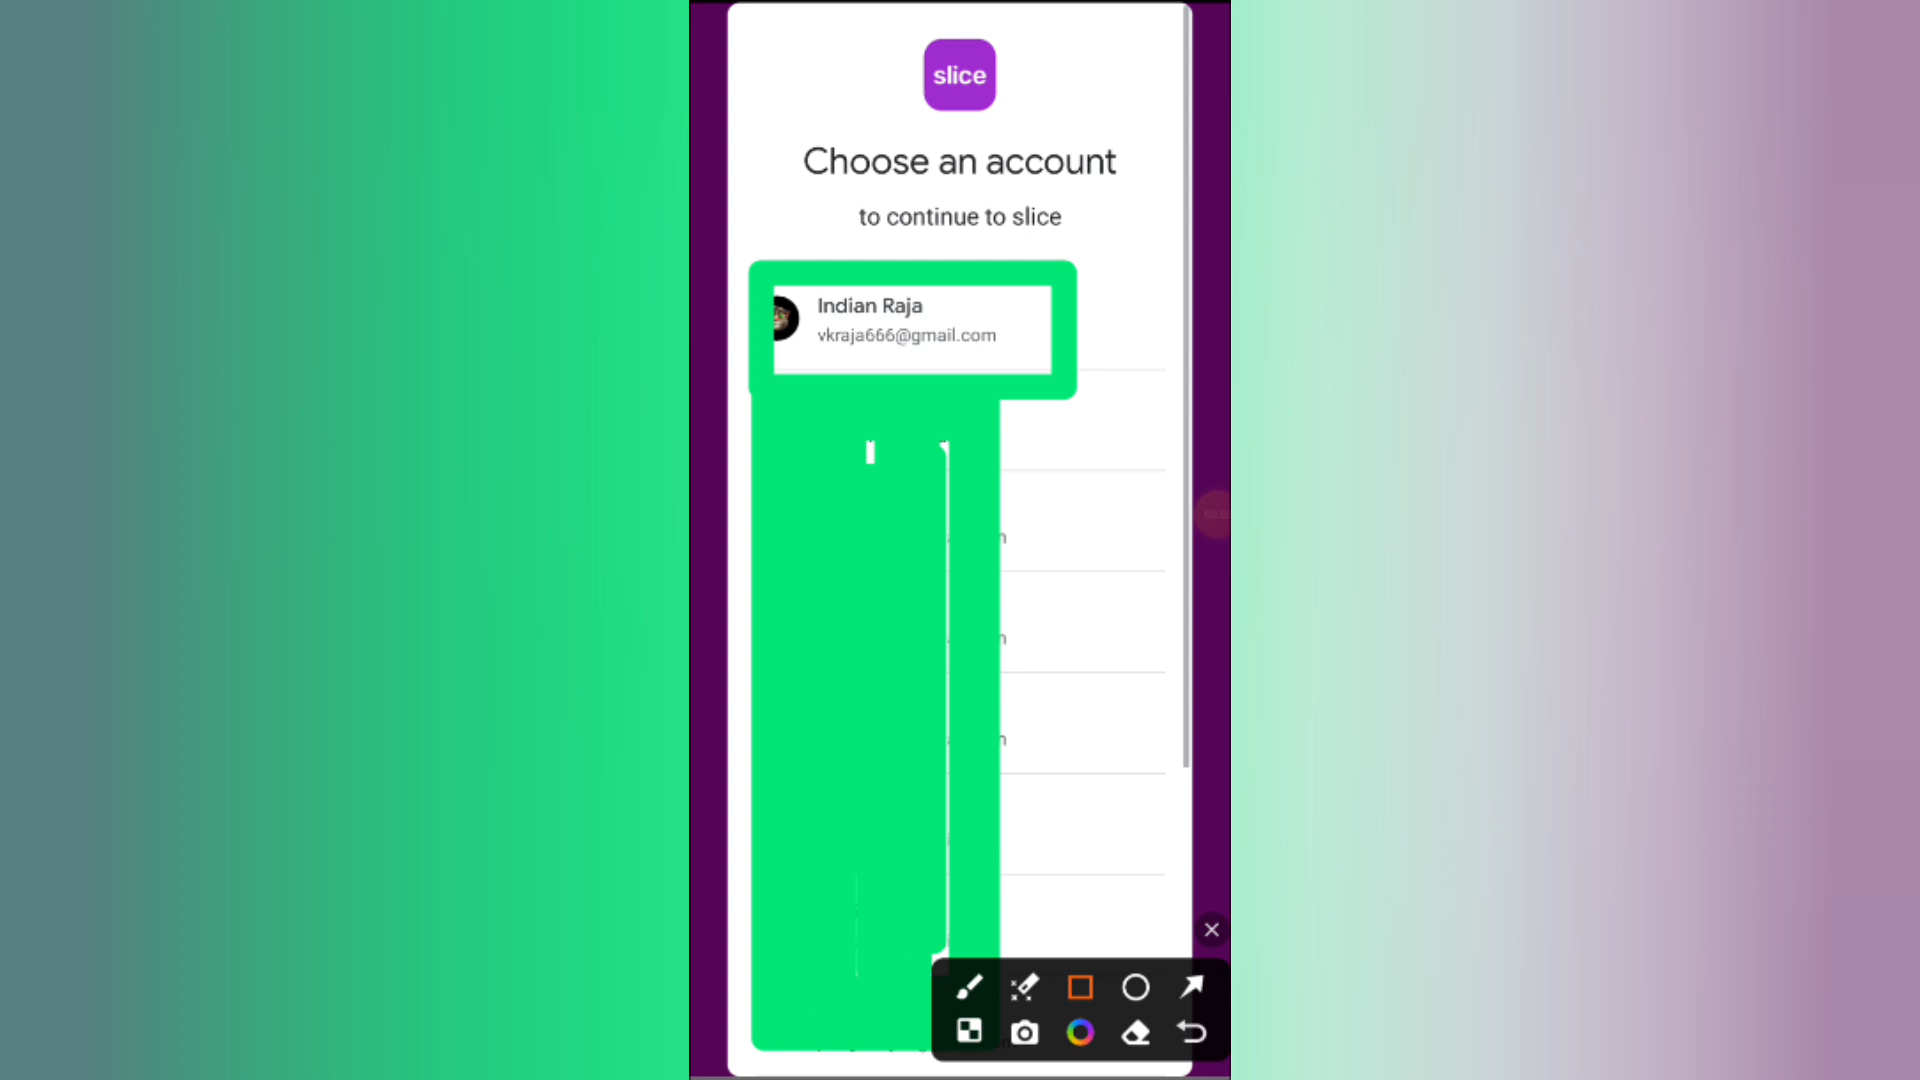 slice
Choose an account
to continue to slice
Indian Raja
vkraja666@gmail.com